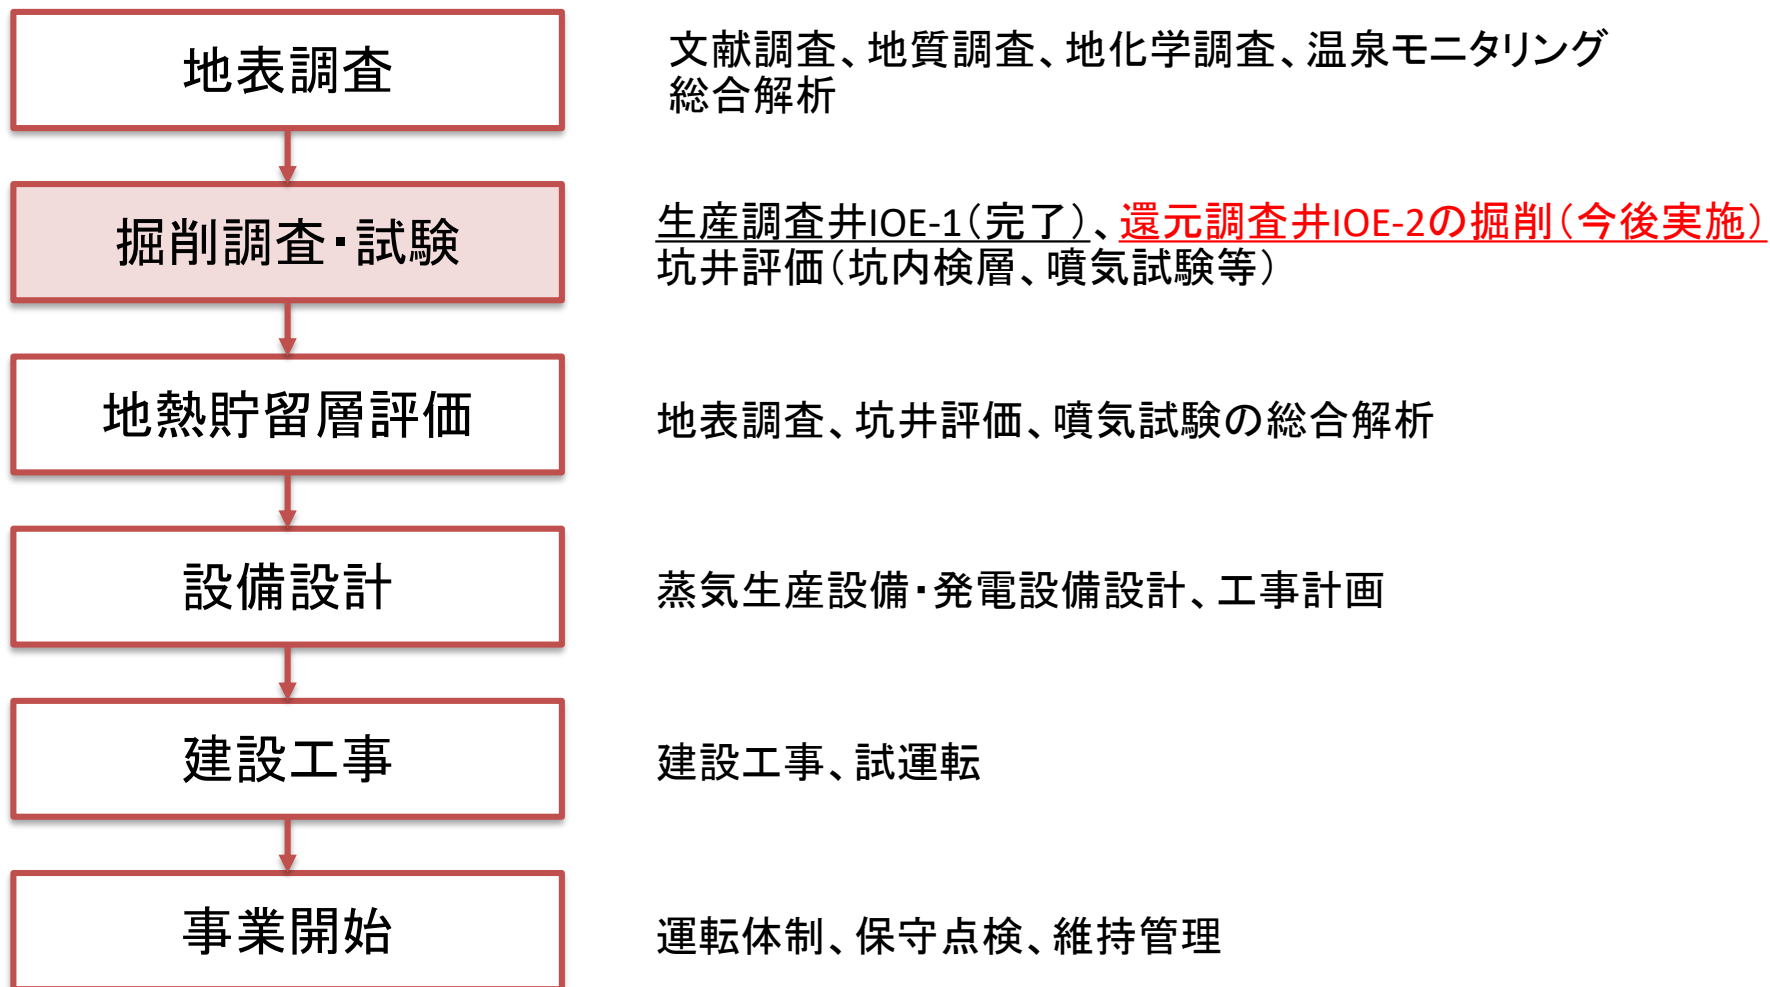 地表調査
文献調査、地質調査、地化学調査、温泉モニタリング
総合解析
掘削調査・試験
生産調査井IOE-1(完了)、還元調査井IOE-2の掘削(今後実施)
坑井評価(坑内検層、噴気試験等)
地熱貯留層評価
地表調査、坑井評価、噴気試験の総合解析
設備設計
蒸気生産設備・発電設備設計、工事計画
建設工事
建設工事、試運転
事業開始
運転体制、保守点検、維持管理